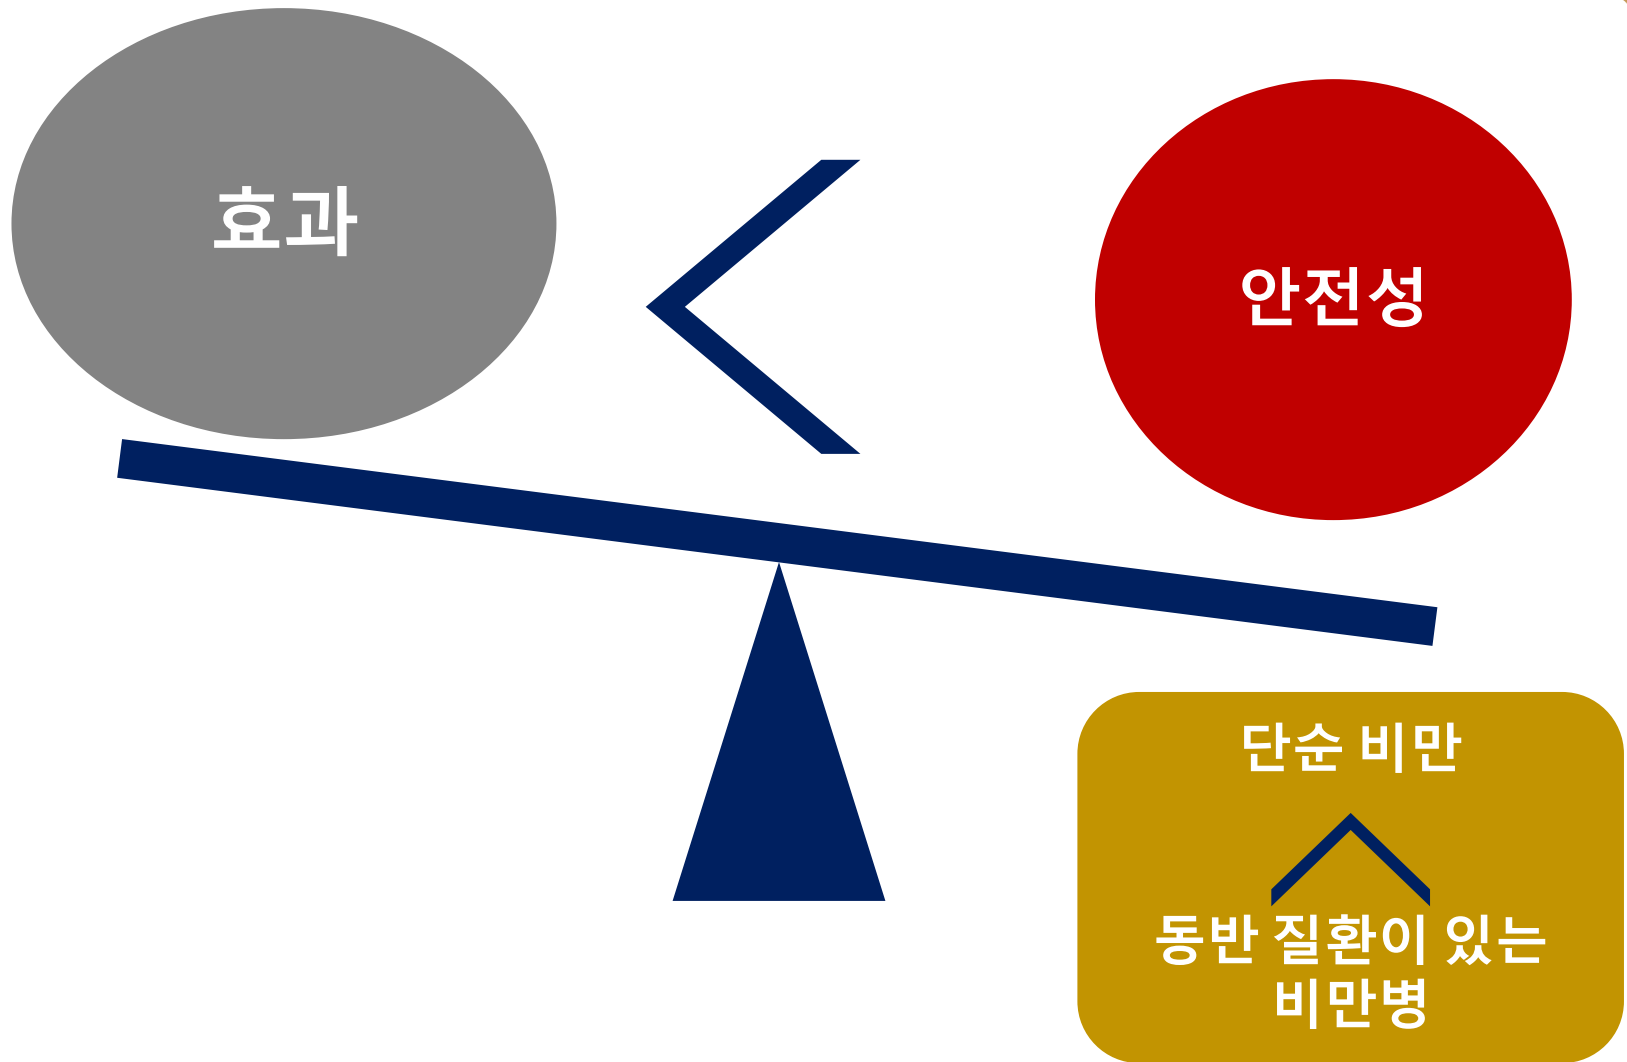 효과
안전성
단순 비만
동반 질환이 있는
비만병